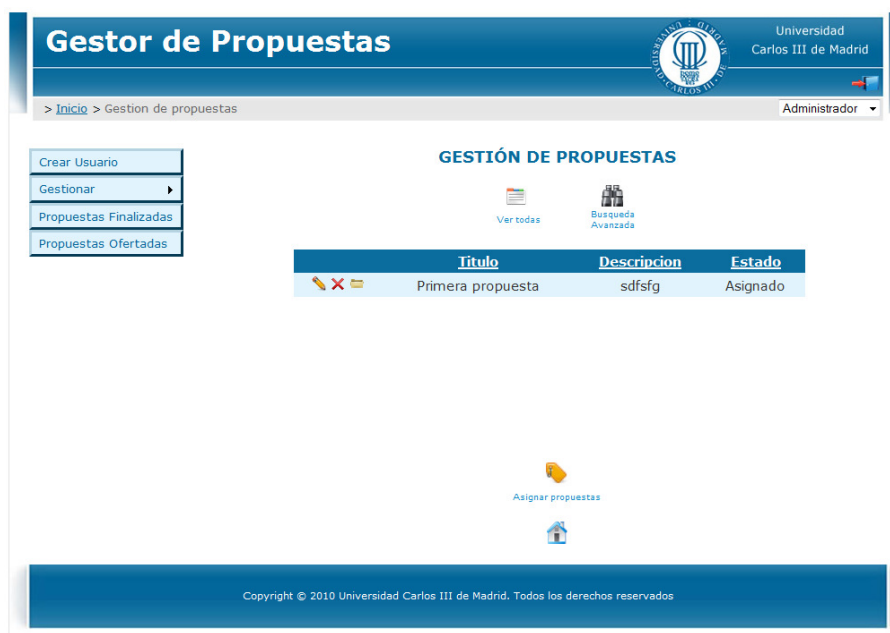 Gestor de Propuestas
Universidad
Carlos III de Madrid
> Inicio > Gestion de propuestas
Administrador
Crear Usuario
Gestionar
Propuestas Finalizadas
Propuestas Ofertadas
GESTIÓN DE PROPUESTAS
Ver todas
Busqueda
Avanzada
Titulo Descripcion Estado
Primera propuesta sdfsfg Asignado
Asignar propuestas
Copyright © 2010 Universidad Carlos III de Madrid. Todos los derechos reservados